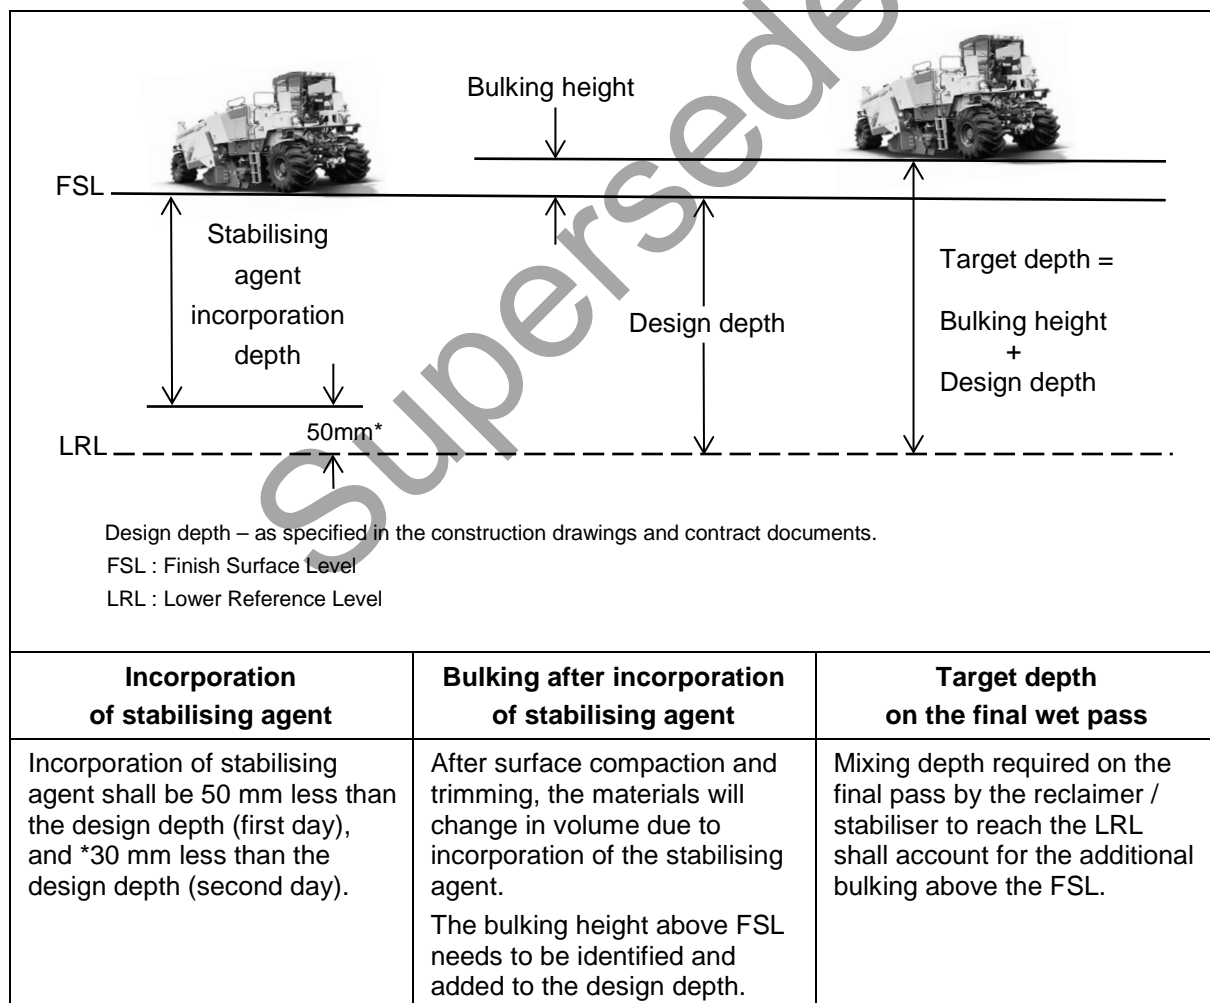 Superseded
Bulking height
FSL
Stabilising
agent
incorporation
depth
Design depth
Target depth =
Bulking height
+
Design depth
50mm*
LRL
Design depth – as specified in the construction drawings and contract documents.
FSL : Finish Surface Level
LRL : Lower Reference Level
Incorporation
of stabilising agent
Incorporation of stabilising
agent shall be 50 mm less than
the design depth (first day),
and *30 mm less than the
design depth (second day).
Bulking after incorporation
of stabilising agent
After surface compaction and
trimming, the materials will
change in volume due to
incorporation of the stabilising
agent.
The bulking height above FSL
needs to be identified and
added to the design depth.
Target depth
on the final wet pass
Mixing depth required on the
final pass by the reclaimer /
stabiliser to reach the LRL
shall account for the additional
bulking above the FSL.